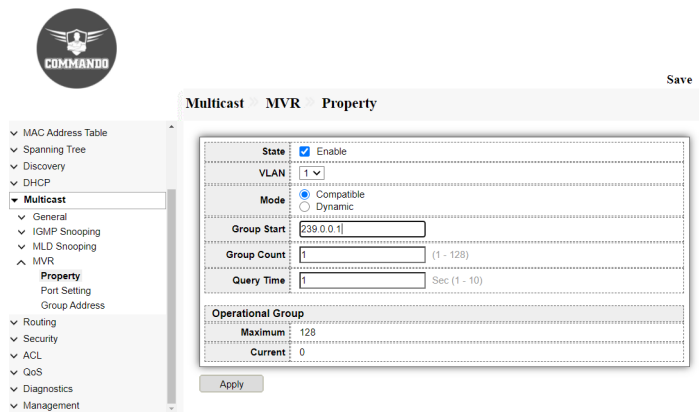 COMMANDO
Save
Multicast » MVR » Property
MAC Address Table
Spanning Tree
Discovery
DHCP
Multicast
General
IGMP Snooping
MLD Snooping
MVR
Property
Port Setting
Group Address
Routing
Security
ACL
QoS
Diagnostics
Management
State Enable
VLAN 1
Mode Compatible
Dynamic
Group Start 239.0.0.1
Group Count 1 (1 - 128)
Query Time 1 Sec (1 - 10)
Operational Group
Maximum 128
Current 0
Apply